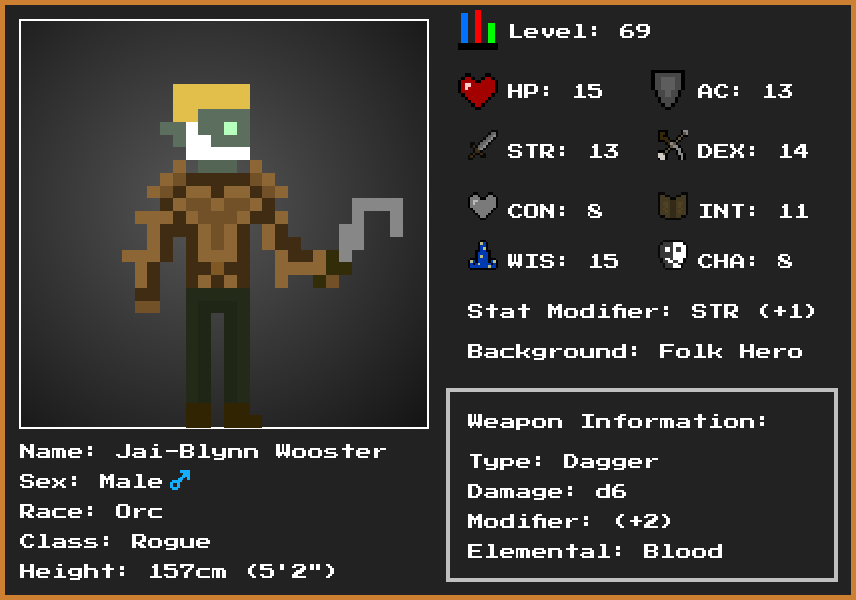 Level: 69
HP: 15 AC: 13
STR: 13 DEX: 14
CON: 8 INT: 11
WIS: 15 CHA: 8
Stat Modifier: STR (+1)
Background: Folk Hero
Weapon Information:
Type: Dagger
Damage: d6
Modifier: (+2)
Elemental: Blood
Name: Jai-Blynn Wooster
Sex: Male♂
Race: Orc
Class: Rogue
Height: 157cm (5'2")